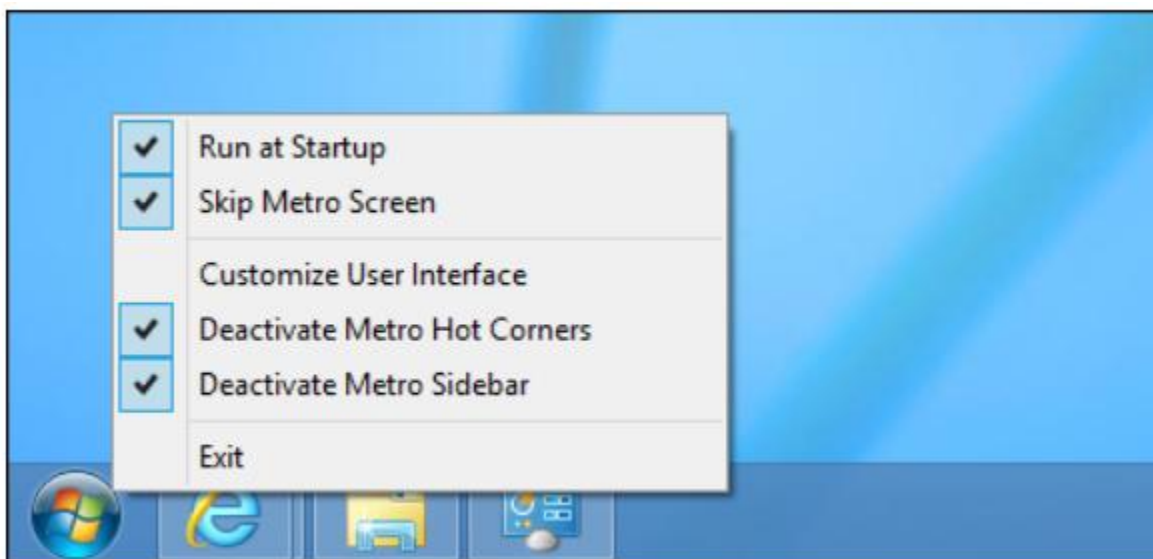 Run at Startup
Skip Metro Screen
Customize User Interface
Deactivate Metro Hot Corners
Deactivate Metro Sidebar
Exit